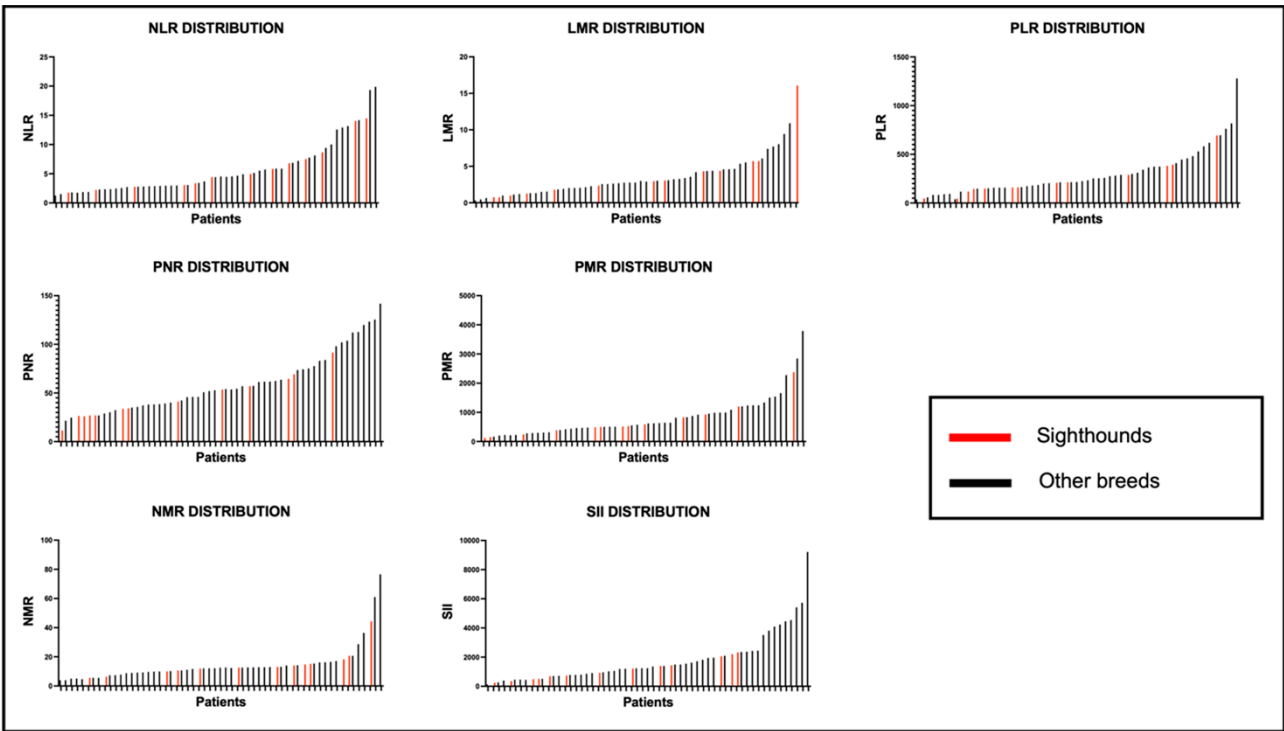 NLR DISTRIBUTION
25
20
15
10
5
0
NLR
Patients
LMR DISTRIBUTION
20
15
10
5
0
LMR
Patients
PLR DISTRIBUTION
1500
1000
500
0
PLR
Patients
PNR DISTRIBUTION
150
100
50
0
PNR
Patients
PMR DISTRIBUTION
5000
4000
3000
2000
1000
0
PMR
Patients
Sighthounds
Other breeds
NMR DISTRIBUTION
100
80
60
40
20
0
NMR
Patients
SII DISTRIBUTION
10000
8000
6000
4000
2000
0
SII
Patients